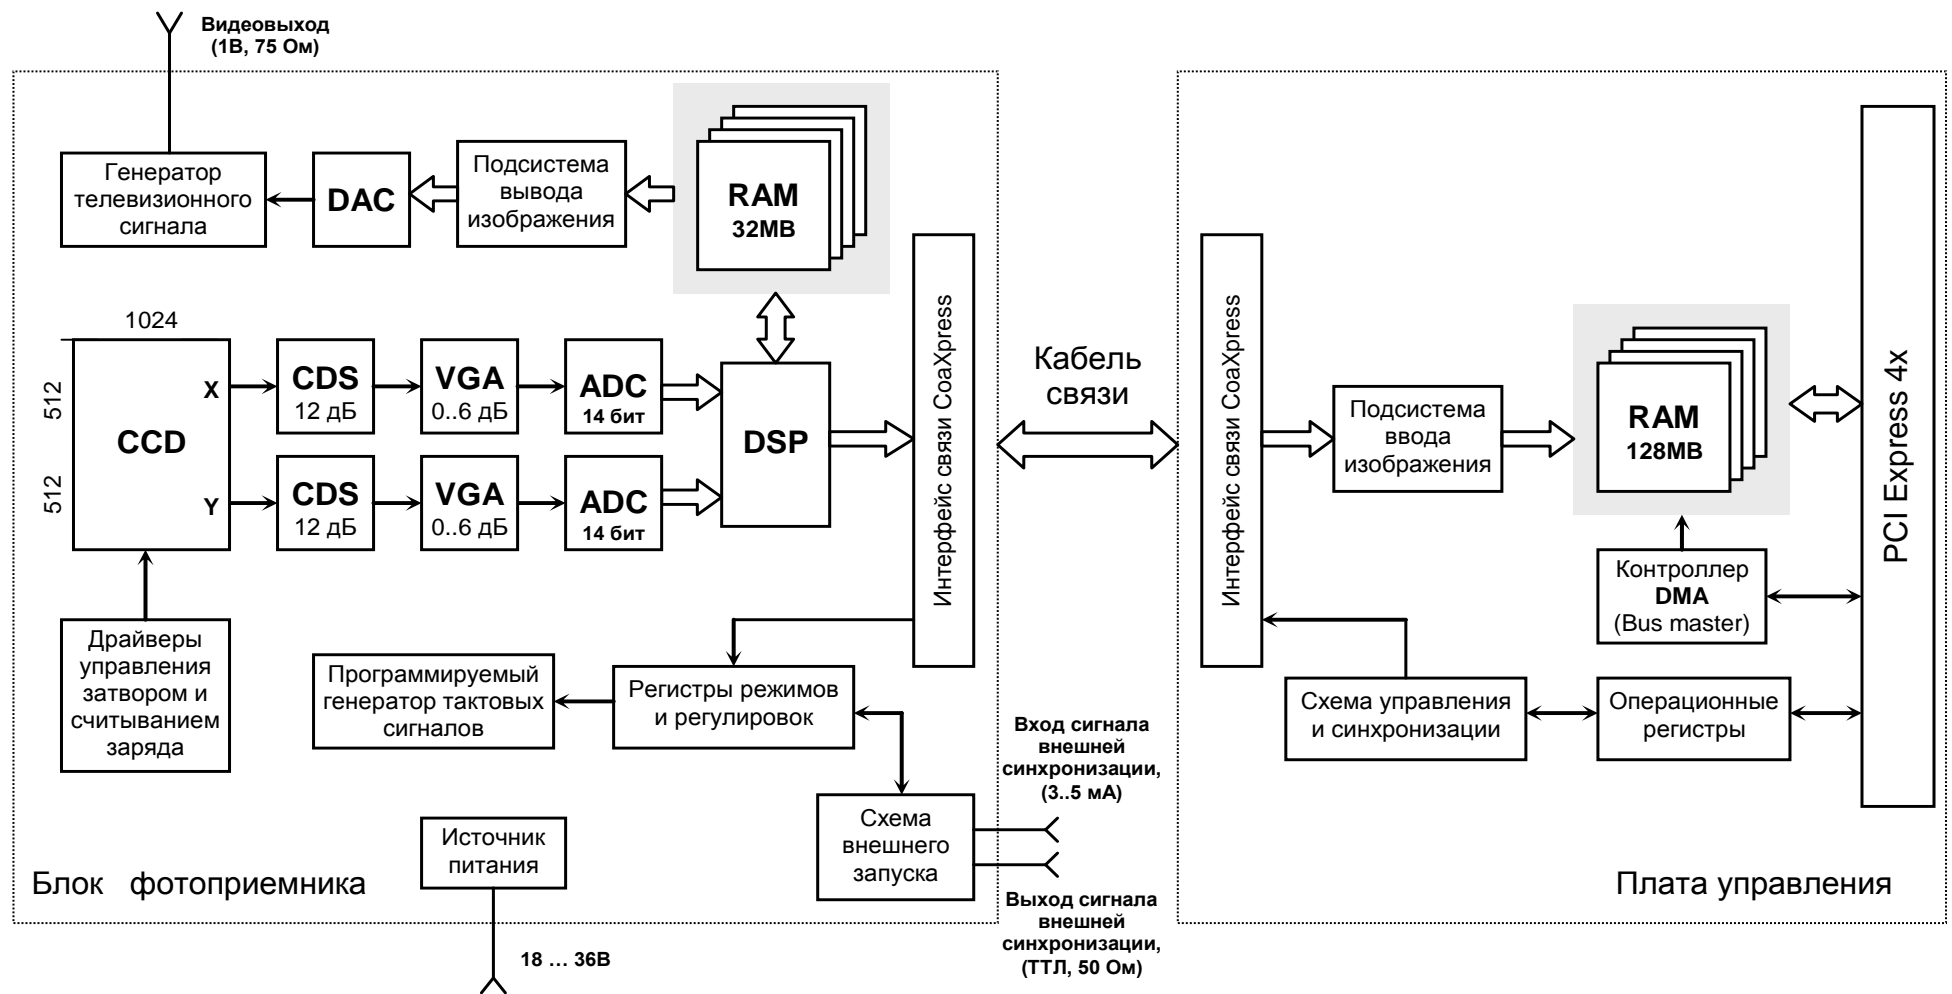 Видеовыход
(1В, 75 Ом)
Генератор
телевизионного
сигнала
DAC
Подсистема
вывода
изображения
RAM
32MB
1024
512
512
CCD
X
Y
CDS
12 дБ
VGA
0..6 дБ
ADC
14 бит
CDS
12 дБ
VGA
0..6 дБ
ADC
14 бит
DSP
Интерфейс связи CoaXpress
Драйверы
управления
затвором и
считыванием
заряда
Программируемый
генератор тактовых
сигналов
Регистры режимов
и регулировок
Источник
питания
18 … 36В
Схема
внешнего
запуска
Блок фотоприемника
Кабель
связи
Вход сигнала
внешней
синхронизации,
(3..5 мА)
Выход сигнала
внешней
синхронизации,
(ТТЛ, 50 Ом)
Интерфейс связи CoaXpress
Подсистема
ввода
изображения
RAM
128MB
Контроллер
DMA
(Bus master)
Схема управления
и синхронизации
Операционные
регистры
PCI Express 4x
Плата управления